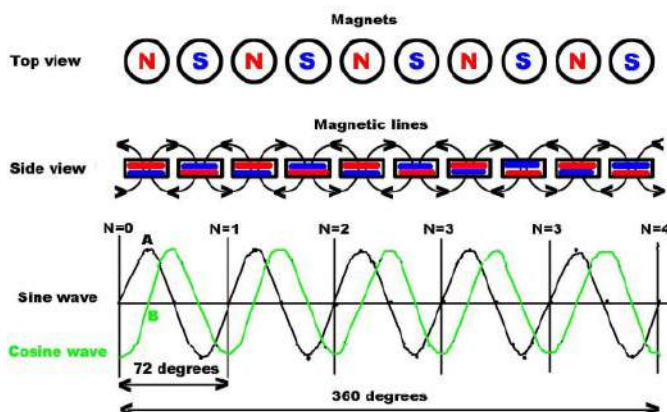 Magnets
Top view N S N S N S N S N S
Magnetic lines
Side view
N=0 N=1 N=2 N=3 N=3 N=4
A
Sine wave
B
Cosine wave
72 degrees
360 degrees